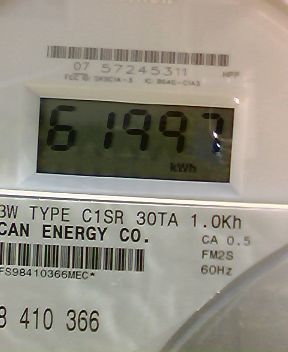 07 57245311
61997
kWh
3W TYPE C1SR 30TA 1.0Kh
CAN ENERGY CO.
CA 0.5
FM2S
60Hz
FS98410366MEC*
8 410 366